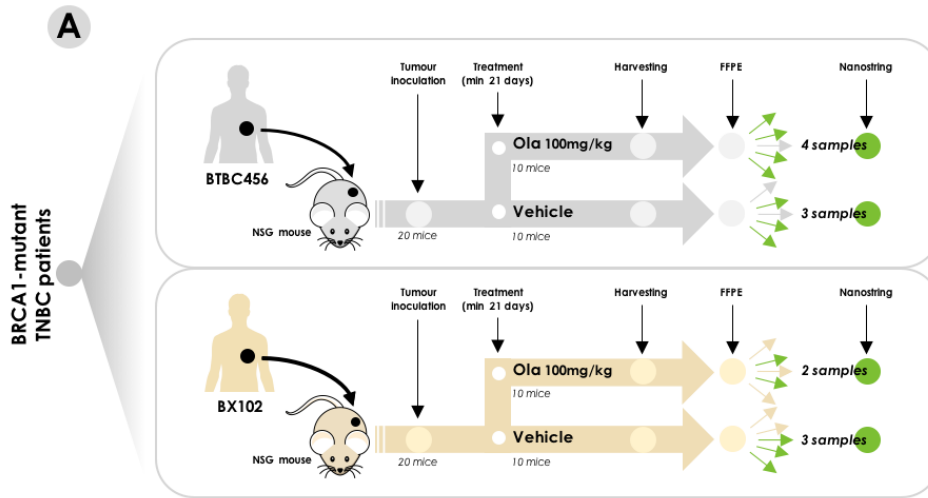 A
BRCA1-mutant
TNBC patients
Tumour
inoculation
Treatment
(min 21 days)
Harvesting
FFPE
Nanostring
BTBC456
NSG mouse
20 mice
Ola 100mg/kg
10 mice
4 samples
Vehicle
10 mice
3 samples
Tumour
inoculation
Treatment
(min 21 days)
Harvesting
FFPE
Nanostring
BX102
NSG mouse
20 mice
Ola 100mg/kg
10 mice
2 samples
Vehicle
10 mice
3 samples